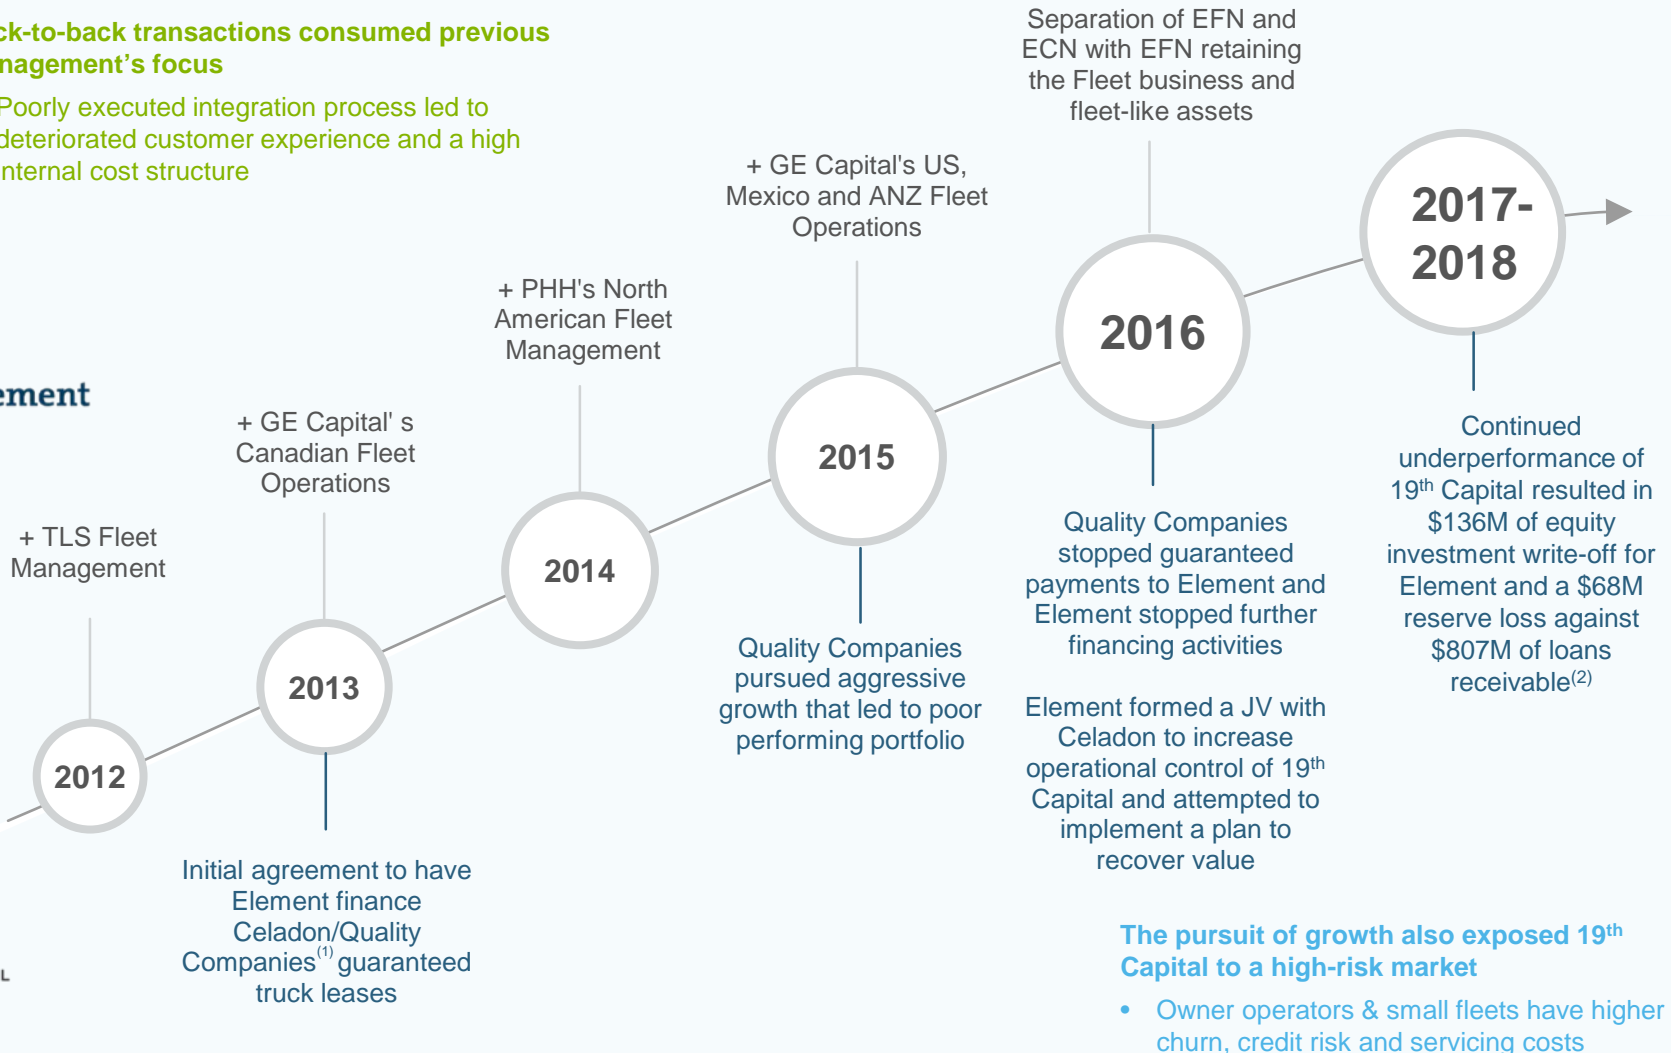 ck-to-back transactions consumed previous
nagement's focus
Poorly executed integration process led to
deteriorated customer experience and a high
internal cost structure
ement
+ TLS Fleet
Management
2012
+ GE Capital' s
Canadian Fleet
Operations
2013
Initial agreement to have
Element finance
Celadon/Quality
Companies(1) guaranteed
truck leases
+ PHH's North
American Fleet
Management
2014
+ GE Capital's US,
Mexico and ANZ Fleet
Operations
2015
Quality Companies
pursued aggressive
growth that led to poor
performing portfolio
Separation of EFN and
ECN with EFN retaining
the Fleet business and
fleet-like assets
2016
Quality Companies
stopped guaranteed
payments to Element and
Element stopped further
financing activities
Element formed a JV with
Celadon to increase
operational control of 19th
Capital and attempted to
implement a plan to
recover value
2017-
2018
Continued
underperformance of
19th Capital resulted in
$136M of equity
investment write-off for
Element and a $68M
reserve loss against
$807M of loans
receivable(2)
L
The pursuit of growth also exposed 19th
Capital to a high-risk market
• Owner operators & small fleets have higher
churn, credit risk and servicing costs